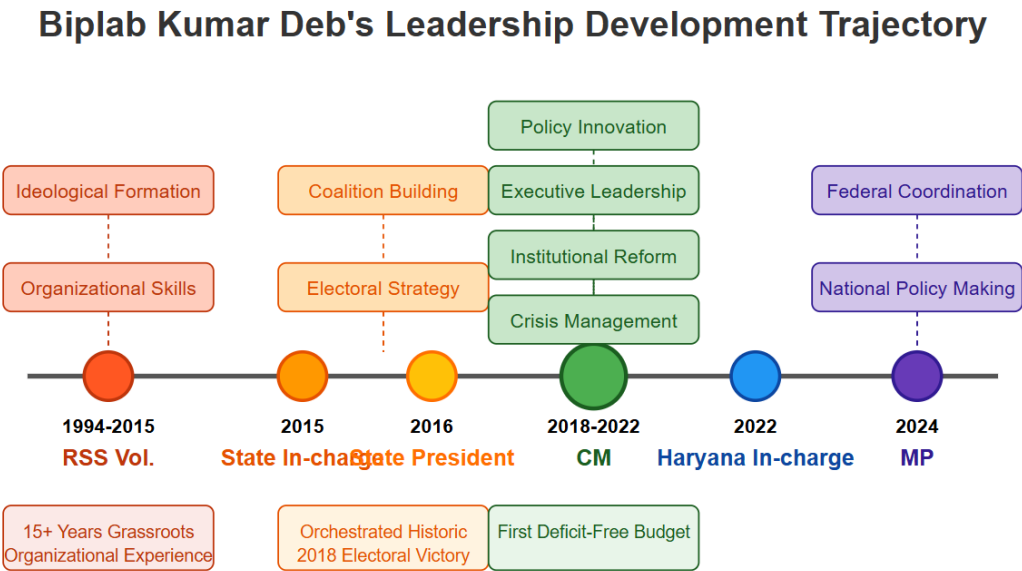 Biplab Kumar Deb's Leadership Development Trajectory
Policy Innovation
Ideological Formation
Coalition Building
Executive Leadership
Federal Coordination
Institutional Reform
Organizational Skills
Electoral Strategy
National Policy Making
Crisis Management
1994-2015
2015
2016
2018-2022
2022
2024
RSS Vol.
State In-charge
State President
CM
Haryana In-charge
MP
15+ Years Grassroots
Organizational Experience
Orchestrated Historic
2018 Electoral Victory
First Deficit-Free Budget